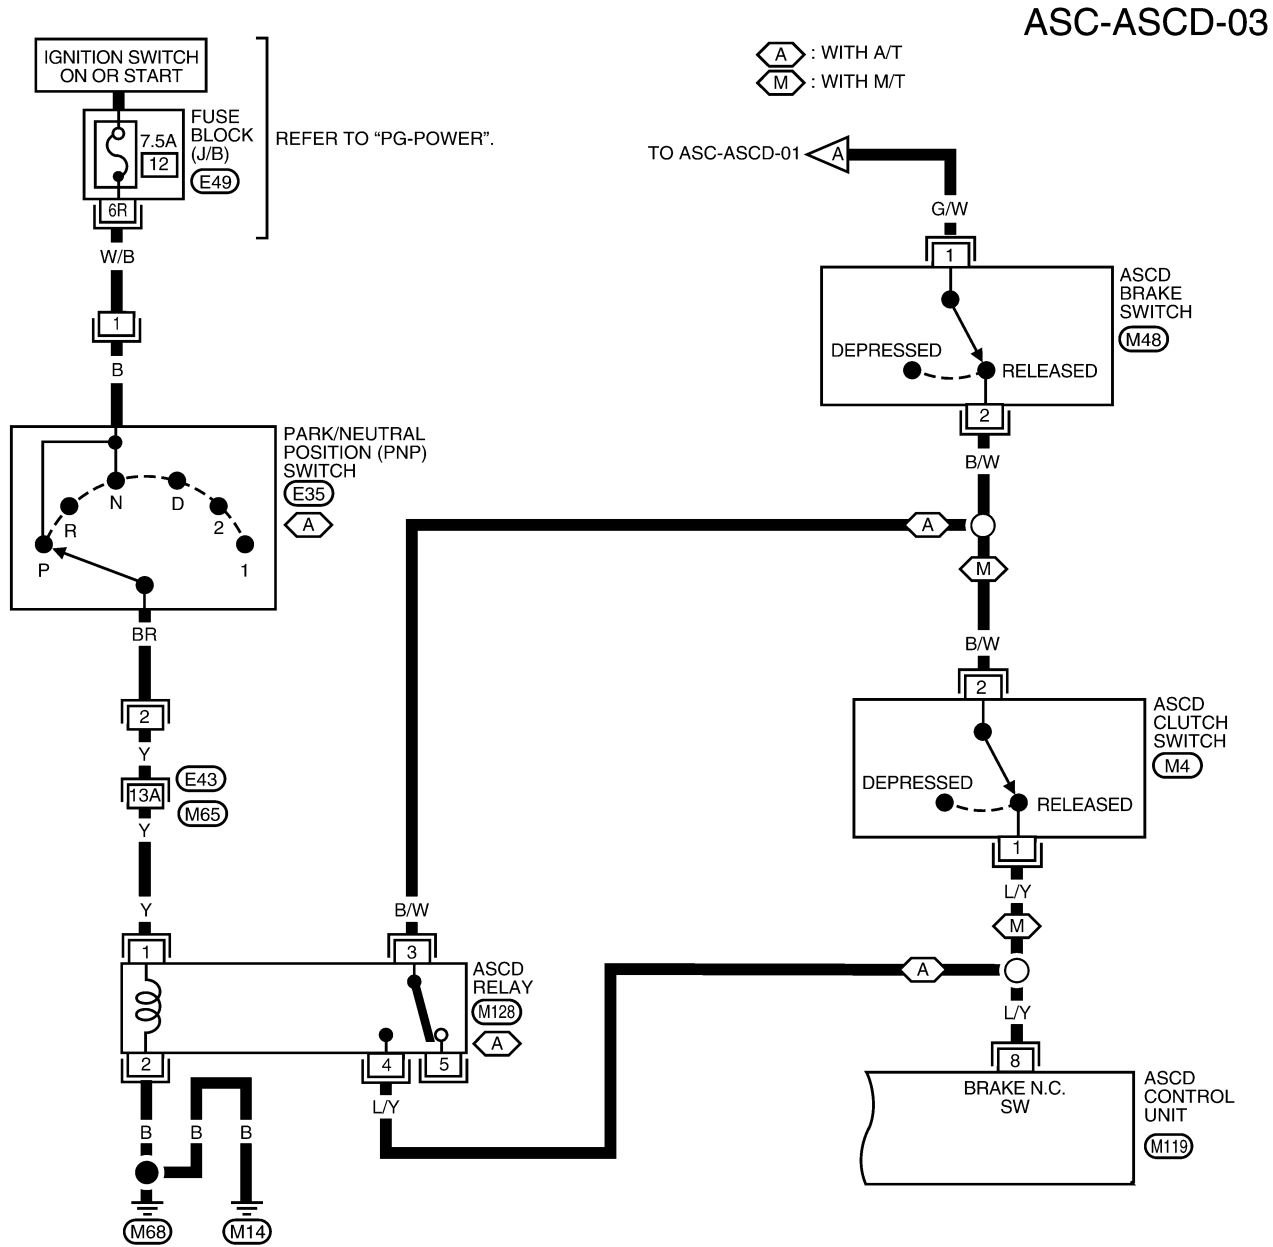 ASC-ASCD-03
IGNITION SWITCH
ON OR START
FUSE
BLOCK
(J/B)
E49
7.5A
12
6R
REFER TO “PG-POWER”.
A : WITH A/T
M : WITH M/T
TO ASC-ASCD-01
A
G/W
W/B
1
B
1
ASCD
BRAKE
SWITCH
M48
DEPRESSED
RELEASED
2
B/W
PARK/NEUTRAL
POSITION (PNP)
SWITCH
E35
A
P
R
N
D
2
1
BR
2
Y
13A
E43
M65
Y
Y
A
M
B/W
2
ASCD
CLUTCH
SWITCH
M4
DEPRESSED
RELEASED
1
L/Y
M
A
L/Y
8
BRAKE N.C.
SW
ASCD
CONTROL
UNIT
M119
B/W
1
3
ASCD
RELAY
M128
A
2
4
5
L/Y
B
B
B
M68
M14